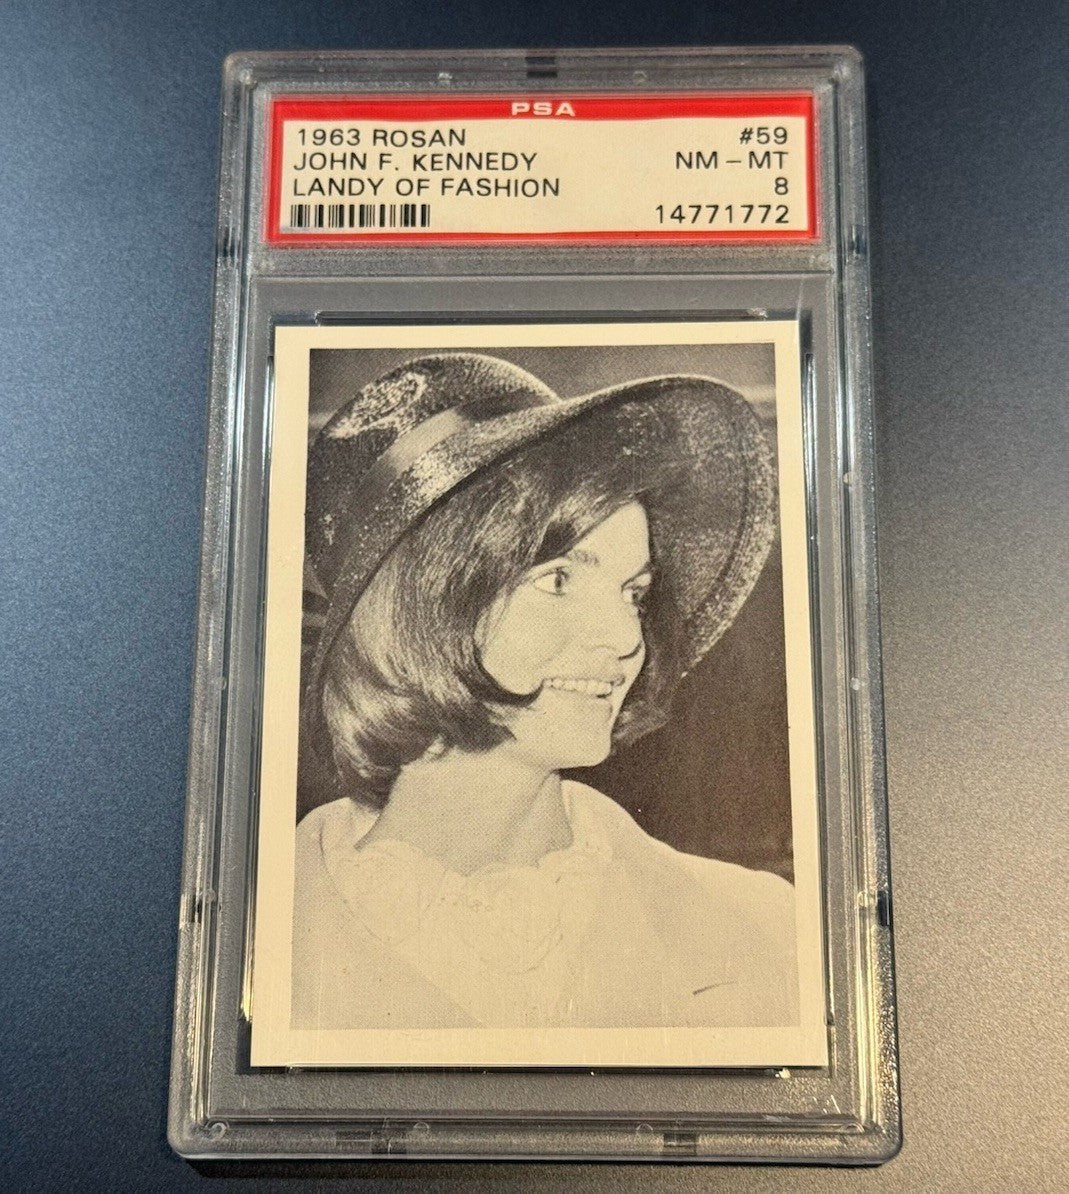 PSA
1963 ROSAN #59
JOHN F. KENNEDY NM - MT
LANDY OF FASHION 8
14771772